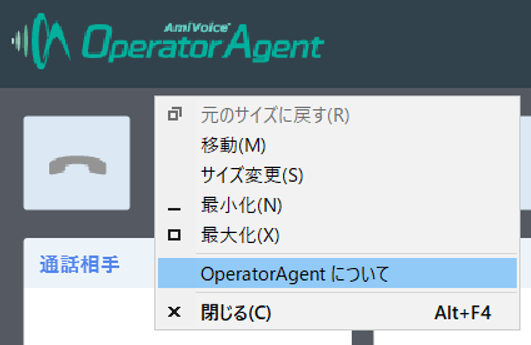 AmiVoice
OperatorAgent
元のサイズに戻す(R)
移動(M)
サイズ変更(S)
最小化(N)
最大化(X)
通話相手
OperatorAgent について
閉じる(C) Alt+F4